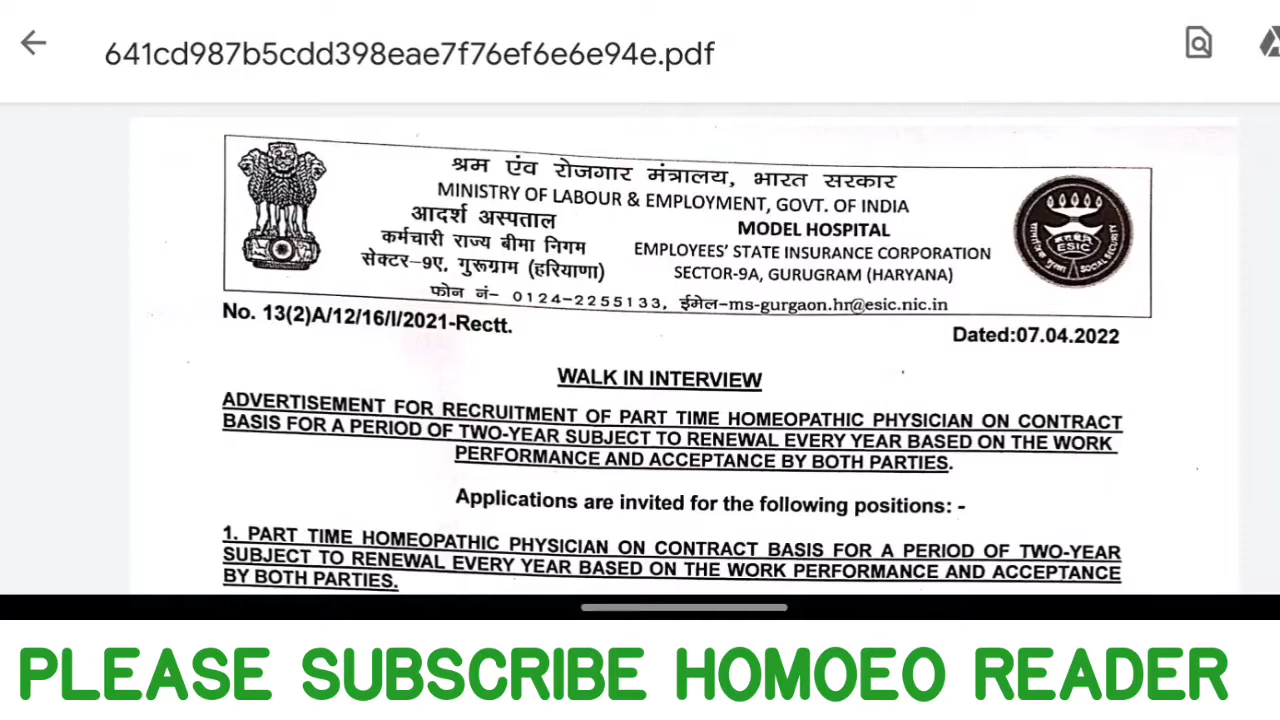 641cd987b5cdd398eae7f76ef6e6e94e.pdf
श्रम एंव रोजगार मंत्रालय, भारत सरकार
MINISTRY OF LABOUR & EMPLOYMENT, GOVT. OF INDIA
आदर्श अस्पताल
कर्मचारी राज्य बीमा निगम
सेक्टर-9ए, गुरूग्राम (हरियाणा)
MODEL HOSPITAL
EMPLOYEES' STATE INSURANCE CORPORATION
SECTOR-9A, GURUGRAM (HARYANA)
फोन नं- 0124-2255133, ईमेल-ms-gurgaon.hr@esic.nic.in
ESIC
SOCIAL SECURITY
No. 13(2)A/12/16/I/2021-Rectt.
Dated:07.04.2022
WALK IN INTERVIEW
ADVERTISEMENT FOR RECRUITMENT OF PART TIME HOMEOPATHIC PHYSICIAN ON CONTRACT
BASIS FOR A PERIOD OF TWO-YEAR SUBJECT TO RENEWAL EVERY YEAR BASED ON THE WORK
PERFORMANCE AND ACCEPTANCE BY BOTH PARTIES.
Applications are invited for the following positions: -
1. PART TIME HOMEOPATHIC PHYSICIAN ON CONTRACT BASIS FOR A PERIOD OF TWO-YEAR
SUBJECT TO RENEWAL EVERY YEAR BASED ON THE WORK PERFORMANCE AND ACCEPTANCE
BY BOTH PARTIES.
PLEASE SUBSCRIBE HOMOEO READER